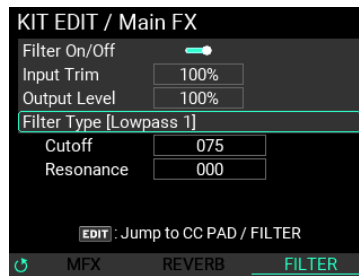 KIT EDIT / Main FX
Filter On/Off
Input Trim 100%
Output Level 100%
Filter Type [Lowpass 1]
Cutoff 075
Resonance 000
EDIT : Jump to CC PAD / FILTER
MFX REVERB FILTER